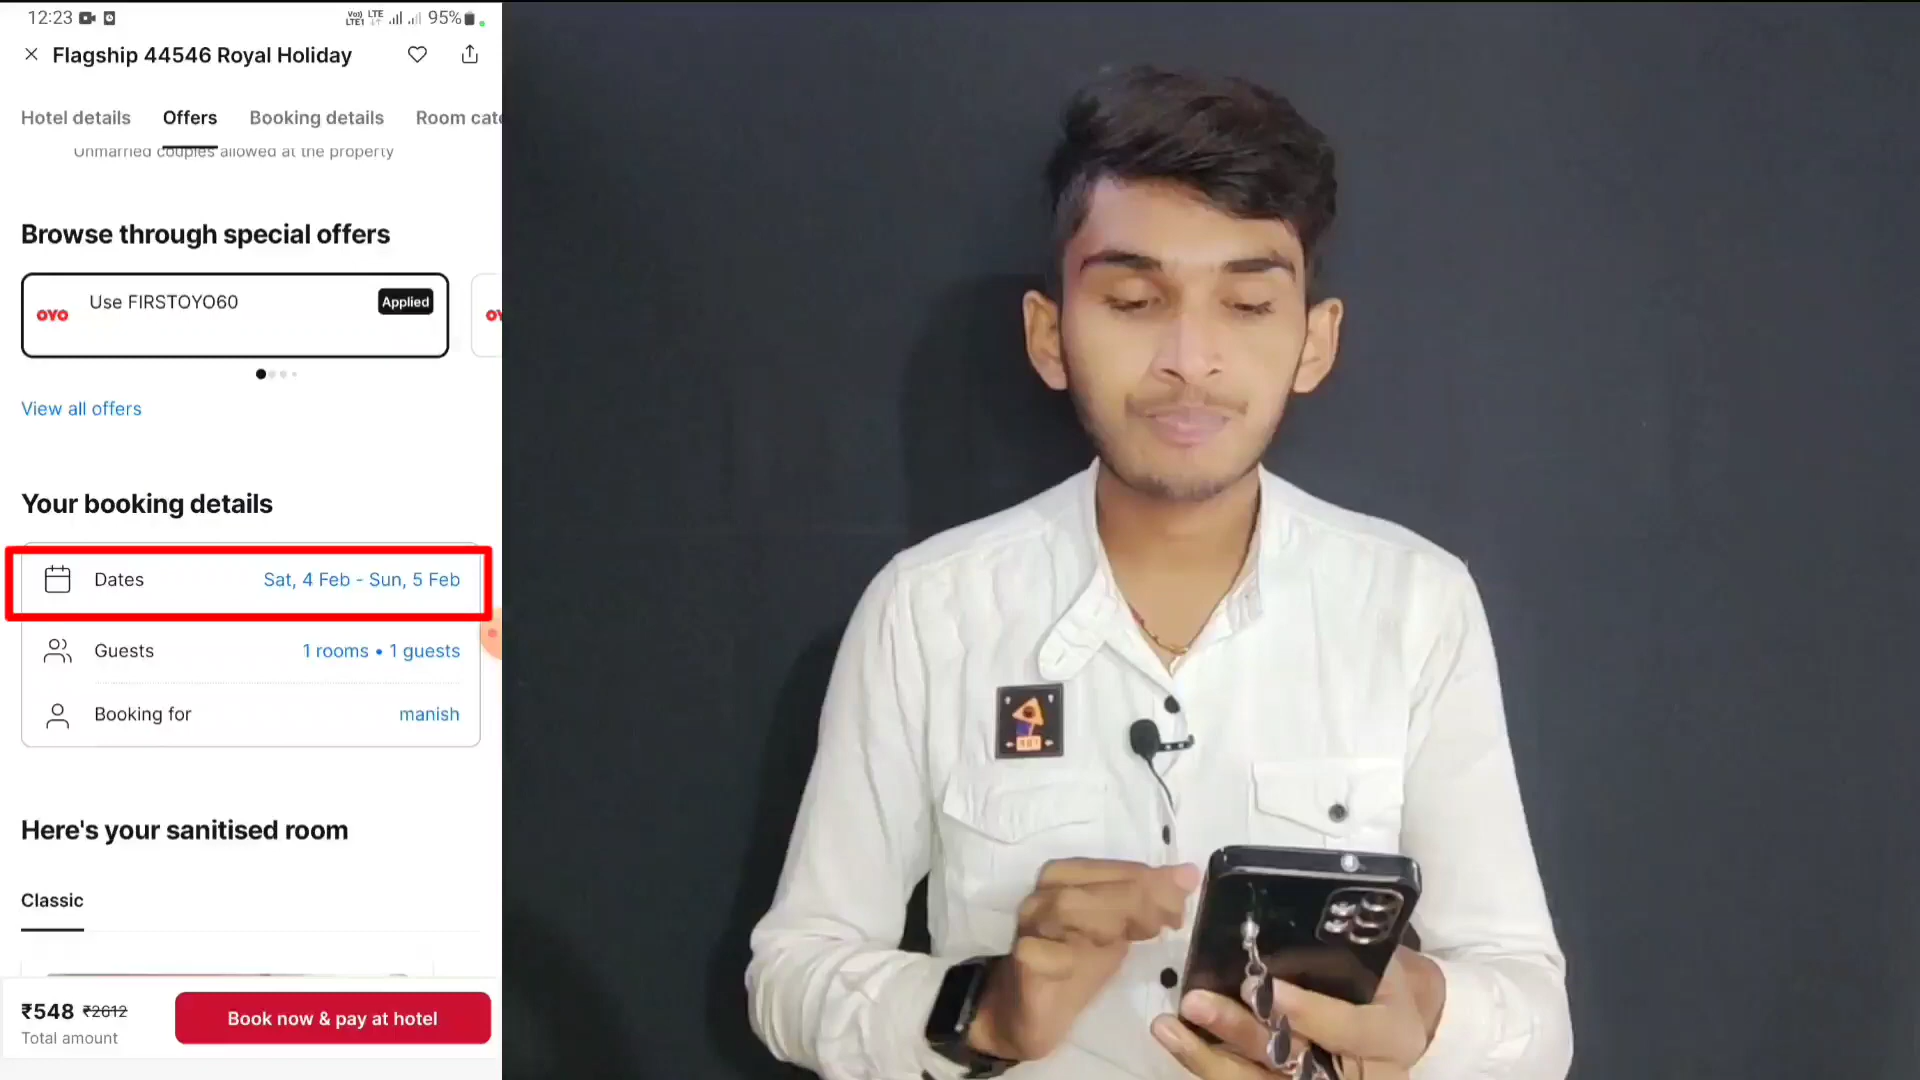 12:23 95%
Flagship 44546 Royal Holiday
Hotel details Offers Booking details Room cate
Unmarried couples allowed at the property
Browse through special offers
OYO Use FIRSTOYO60 Applied
View all offers
Your booking details
Dates Sat, 4 Feb - Sun, 5 Feb
Guests 1 rooms • 1 guests
Booking for manish
Here's your sanitised room
Classic
₹548 ₹2612 Book now & pay at hotel
Total amount